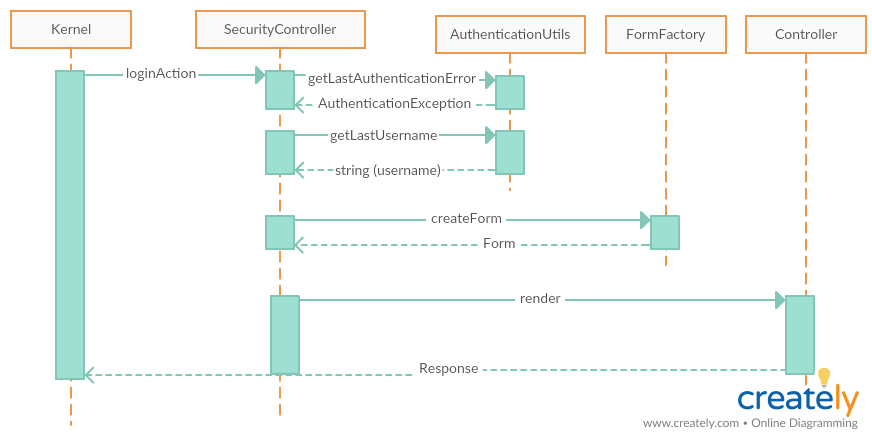 Kernel
SecurityController
AuthenticationUtils
FormFactory
Controller
loginAction
getLastAuthenticationError
AuthenticationException
getLastUsername
string (username)
createForm
Form
render
Response
creately
www.creately.com • Online Diagramming